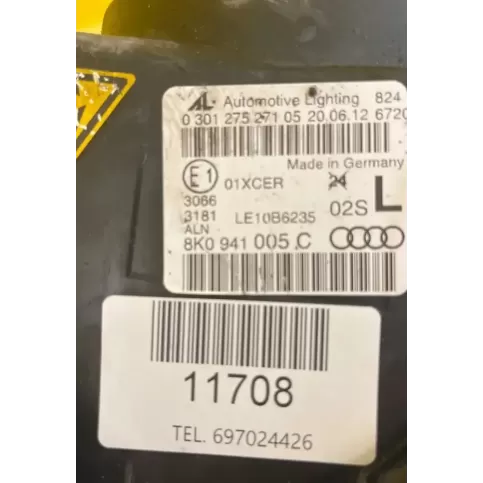 AL Automotive Lighting 824
0 301 275 271 05 20.06.12 6720
Made in Germany
E1 01XCER 24
3066
3181 LE10B6235 02S L
ALN
8K0 941 005 C
11708
TEL. 697024426